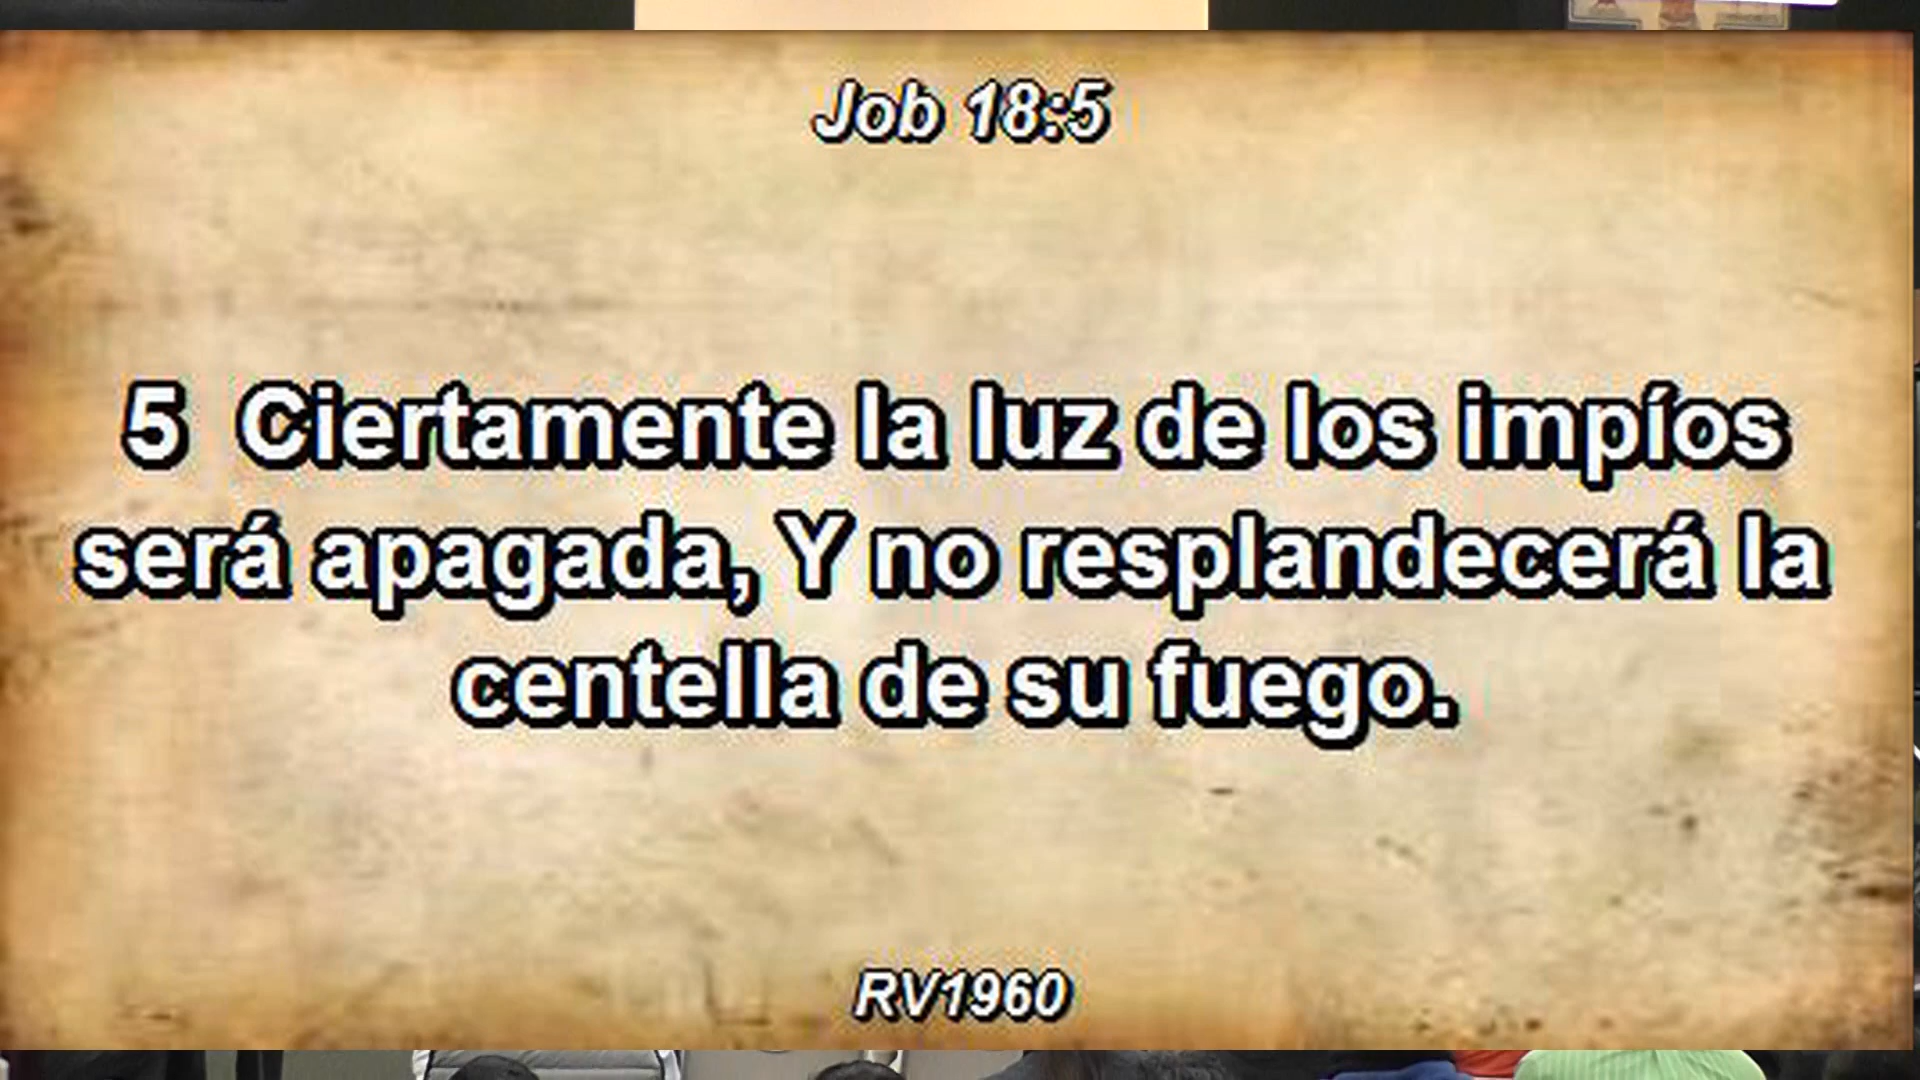 Job 18:5
5 Ciertamente la luz de los impíos
será apagada, Y no resplandecerá la
centella de su fuego.
RV1960